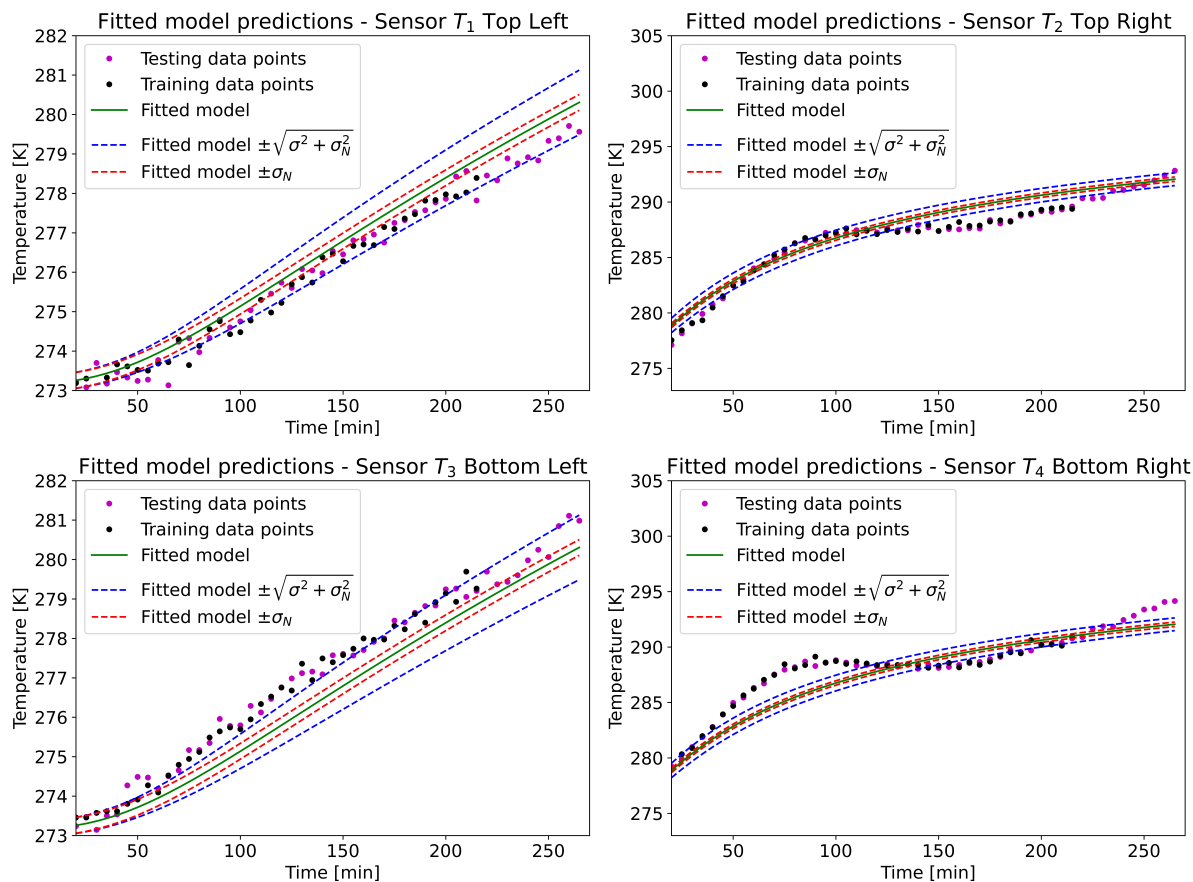 Fitted model predictions - Sensor T₁ Top Left
282
281
280
279
278
277
276
275
274
273
Temperature [K]
Testing data points
Training data points
Fitted model
Fitted model ±√(σ² + σ_N²)
Fitted model ±σ_N
50 100 150 200 250
Time [min]
Fitted model predictions - Sensor T₂ Top Right
305
300
295
290
285
280
275
Temperature [K]
Testing data points
Training data points
Fitted model
Fitted model ±√(σ² + σ_N²)
Fitted model ±σ_N
50 100 150 200 250
Time [min]
Fitted model predictions - Sensor T₃ Bottom Left
282
281
280
279
278
277
276
275
274
273
Temperature [K]
Testing data points
Training data points
Fitted model
Fitted model ±√(σ² + σ_N²)
Fitted model ±σ_N
50 100 150 200 250
Time [min]
Fitted model predictions - Sensor T₄ Bottom Right
305
300
295
290
285
280
275
Temperature [K]
Testing data points
Training data points
Fitted model
Fitted model ±√(σ² + σ_N²)
Fitted model ±σ_N
50 100 150 200 250
Time [min]